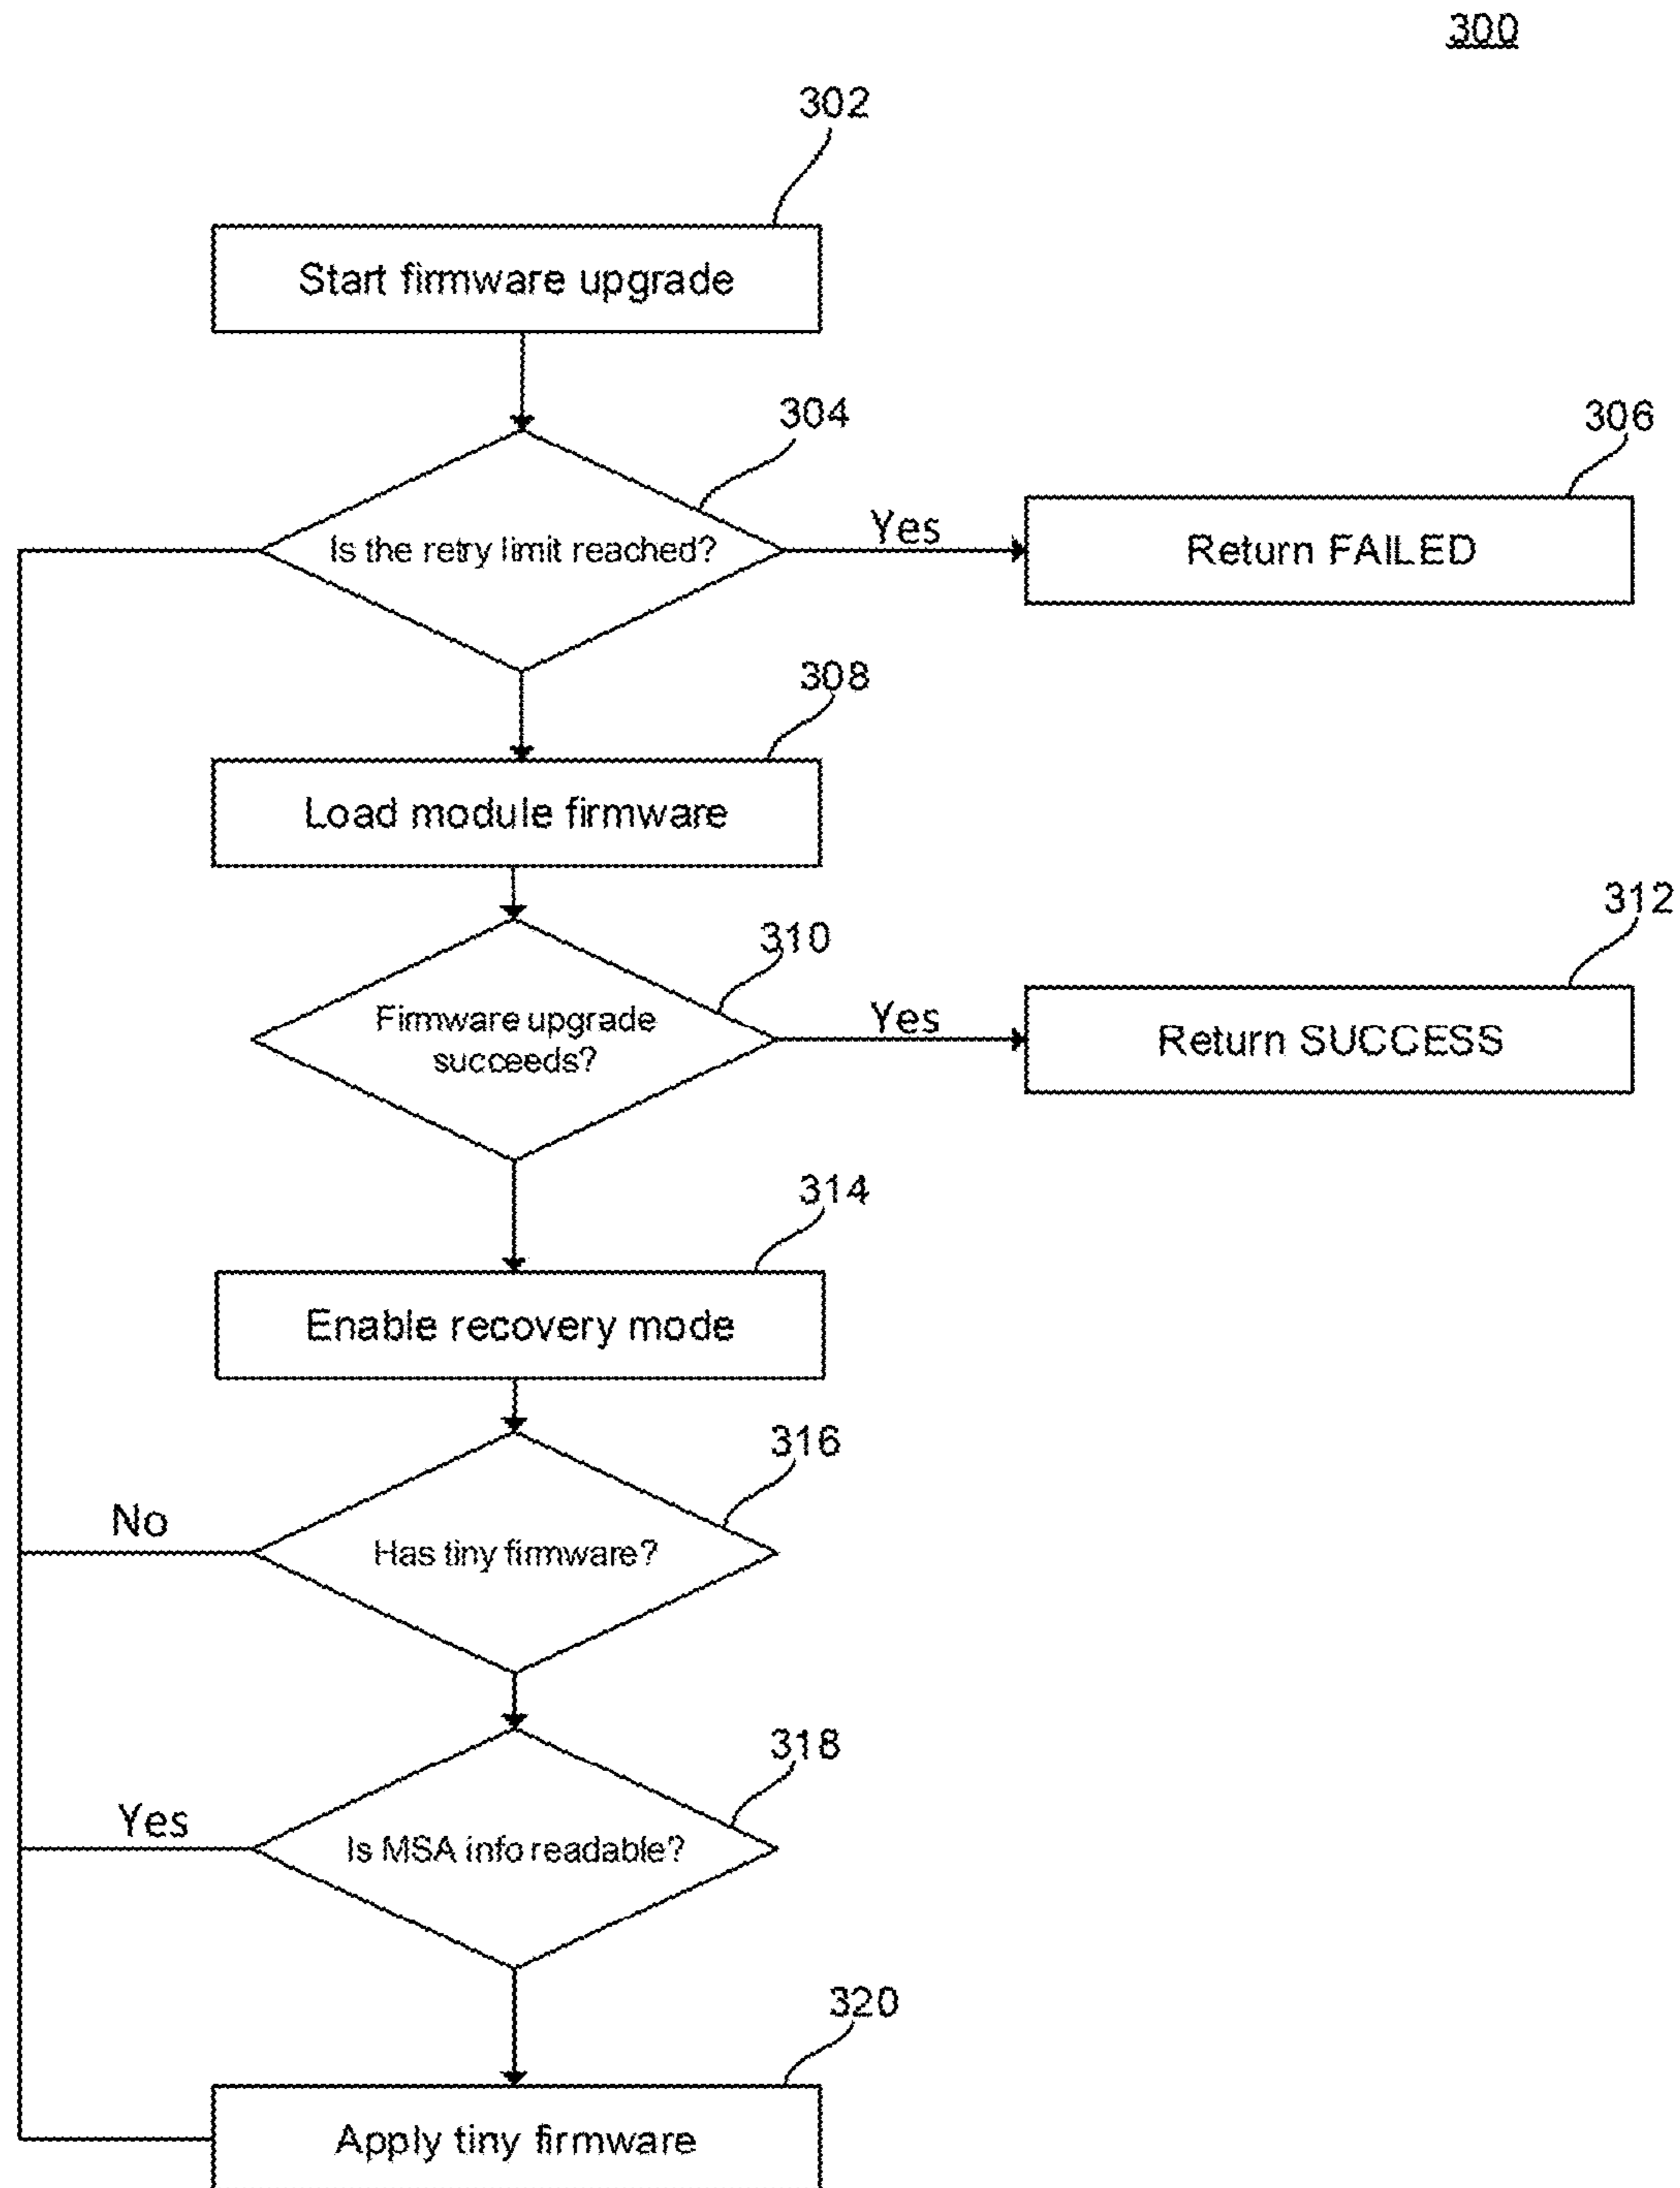 300
302
Start firmware upgrade
304
306
Is the retry limit reached?
Yes
Return FAILED
308
Load module firmware
310
312
Firmware upgrade
succeeds?
Yes
Return SUCCESS
314
Enable recovery mode
316
No
Has tiny firmware?
318
Yes
Is MSA info readable?
320
Apply tiny firmware